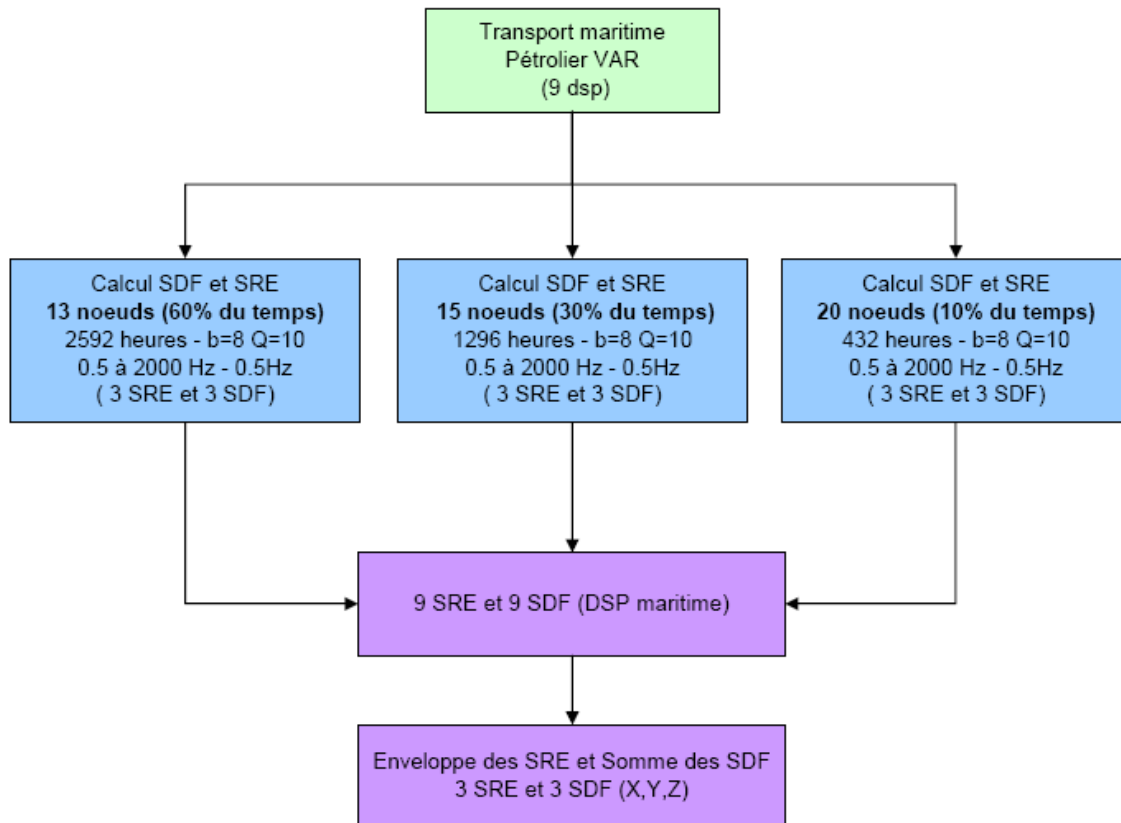 Transport maritime
Pétrolier VAR
(9 dsp)
Calcul SDF et SRE
13 noeuds (60% du temps)
2592 heures - b=8 Q=10
0.5 à 2000 Hz - 0.5Hz
( 3 SRE et 3 SDF)
Calcul SDF et SRE
15 noeuds (30% du temps)
1296 heures - b=8 Q=10
0.5 à 2000 Hz - 0.5Hz
( 3 SRE et 3 SDF)
Calcul SDF et SRE
20 noeuds (10% du temps)
432 heures - b=8 Q=10
0.5 à 2000 Hz - 0.5Hz
( 3 SRE et 3 SDF)
9 SRE et 9 SDF (DSP maritime)
Enveloppe des SRE et Somme des SDF
3 SRE et 3 SDF (X,Y,Z)